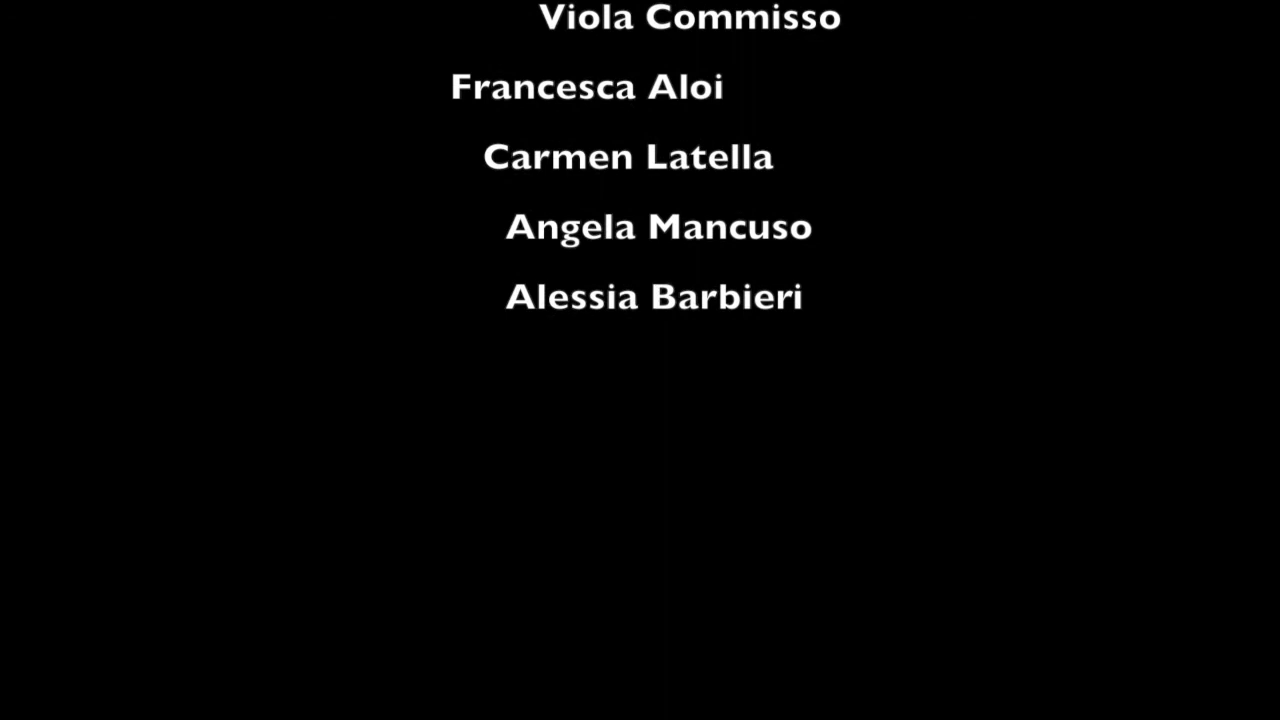 Viola Commisso
Francesca Aloi
Carmen Latella
Angela Mancuso
Alessia Barbieri